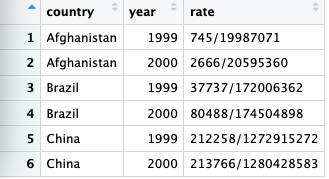 country year rate
1 Afghanistan 1999 745/19987071
2 Afghanistan 2000 2666/20595360
3 Brazil 1999 37737/172006362
4 Brazil 2000 80488/174504898
5 China 1999 212258/1272915272
6 China 2000 213766/1280428583